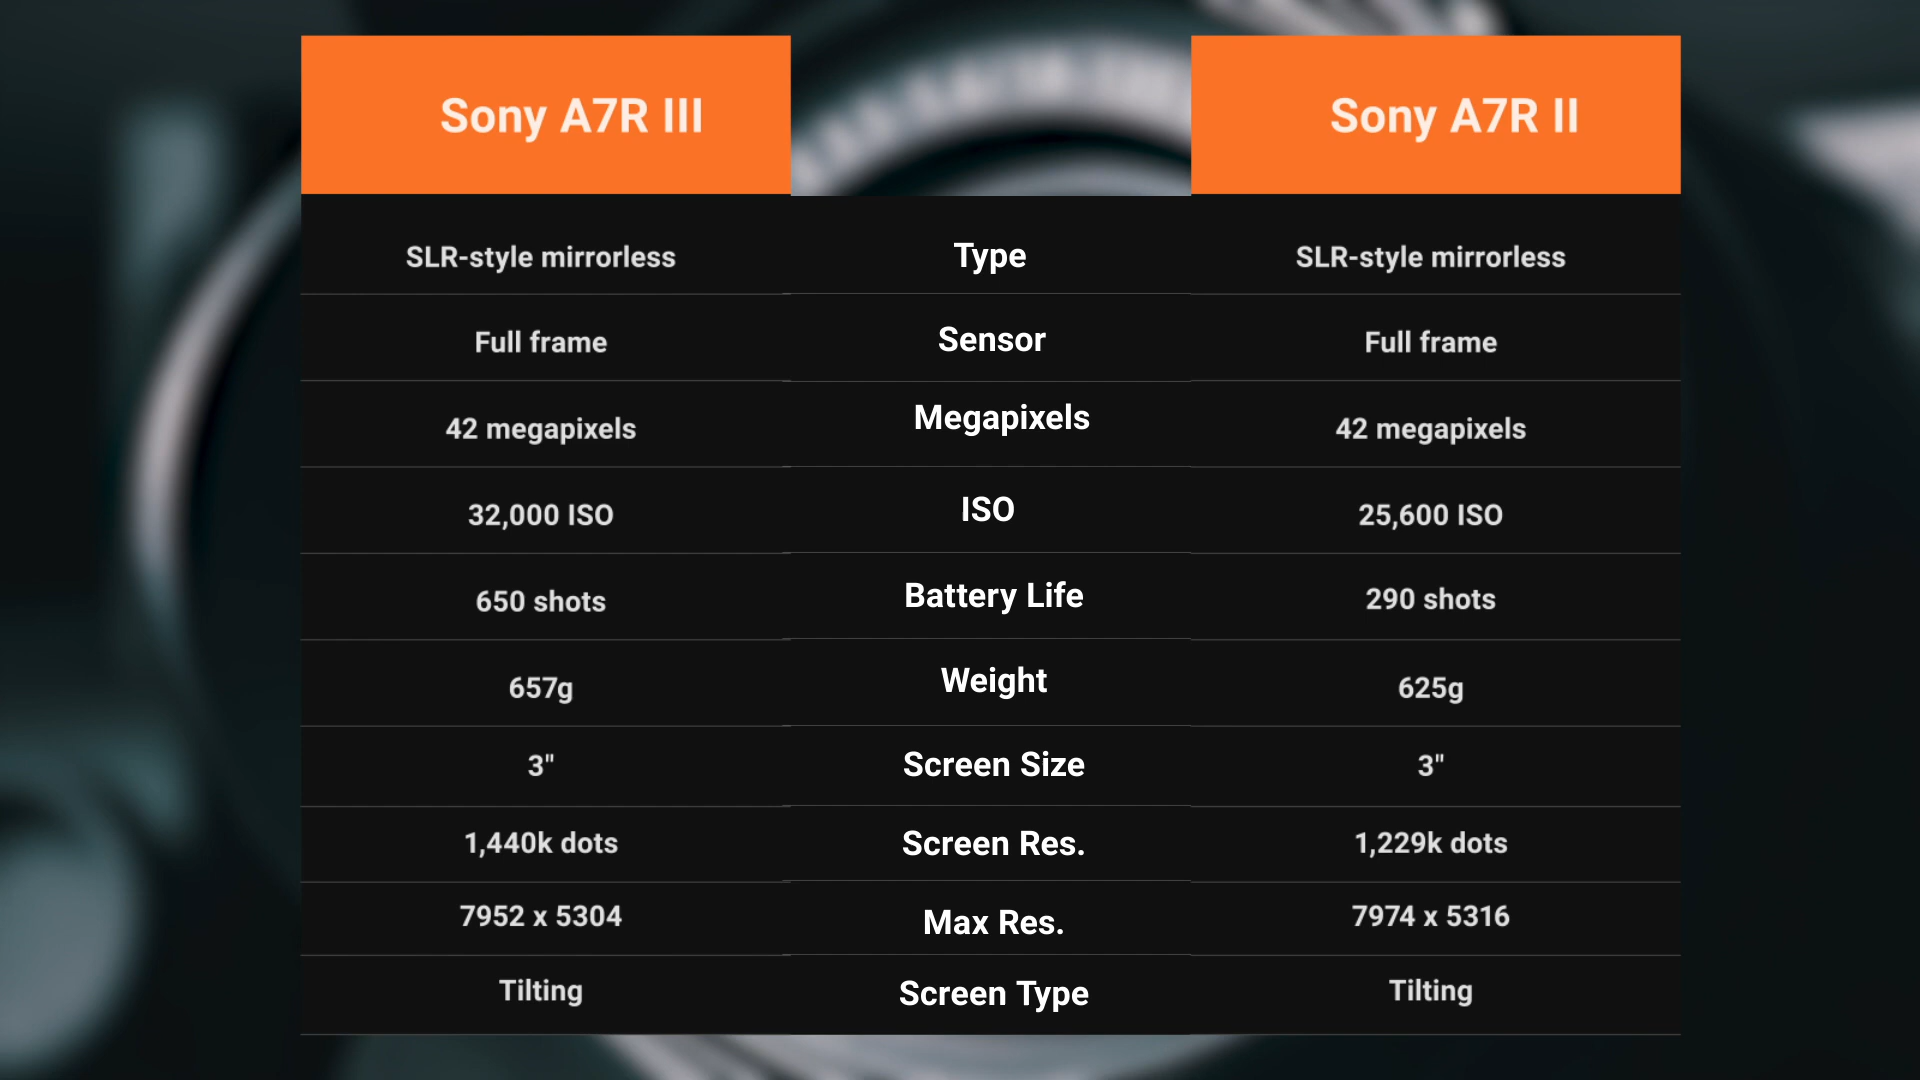 Sony A7R III
Sony A7R II
SLR-style mirrorless
Type
SLR-style mirrorless
Full frame
Sensor
Full frame
42 megapixels
Megapixels
42 megapixels
32,000 ISO
ISO
25,600 ISO
650 shots
Battery Life
290 shots
657g
Weight
625g
3"
Screen Size
3"
1,440k dots
Screen Res.
1,229k dots
7952 x 5304
Max Res.
7974 x 5316
Tilting
Screen Type
Tilting